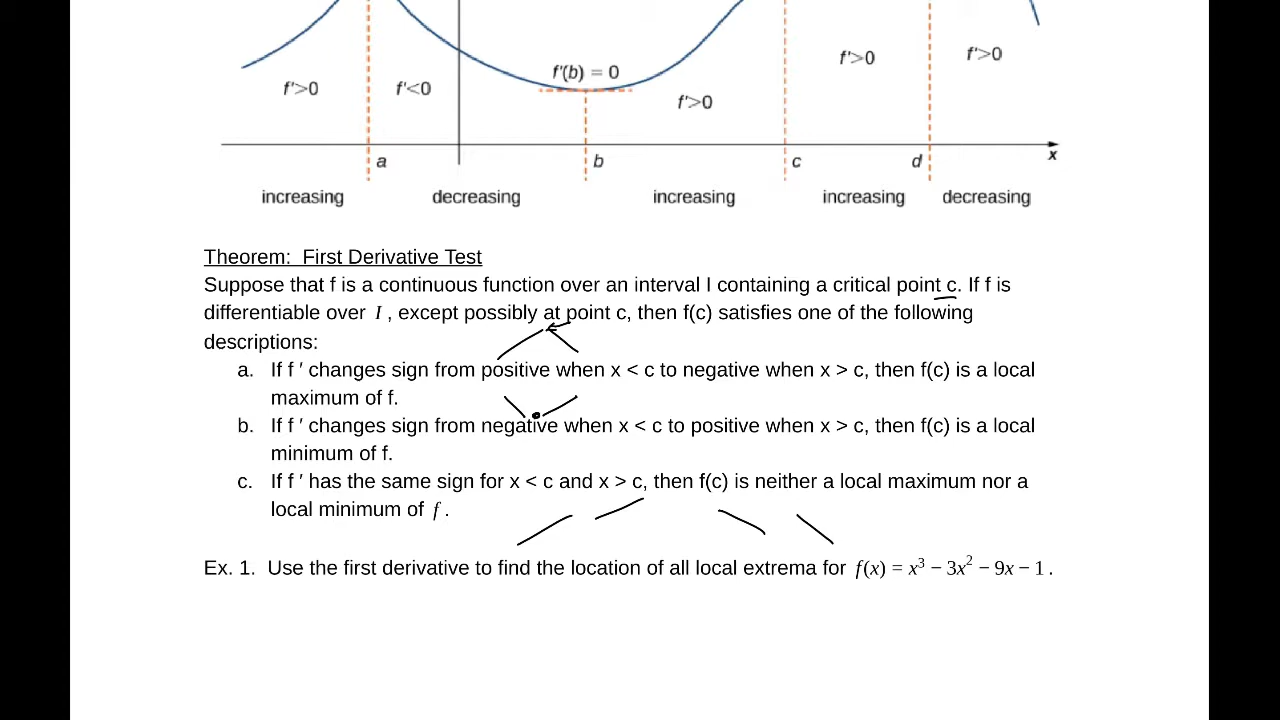 f'(b) = 0
f'>0 f'>0
f'>0 f'<0
f'>0
a b c d x
increasing decreasing increasing increasing decreasing
Theorem: First Derivative Test
Suppose that f is a continuous function over an interval I containing a critical point c. If f is
differentiable over I , except possibly at point c, then f(c) satisfies one of the following
descriptions:
a. If f ′ changes sign from positive when x < c to negative when x > c, then f(c) is a local
maximum of f.
b. If f ′ changes sign from negative when x < c to positive when x > c, then f(c) is a local
minimum of f.
c. If f ′ has the same sign for x < c and x > c, then f(c) is neither a local maximum nor a
local minimum of f .
Ex. 1. Use the first derivative to find the location of all local extrema for f(x) = x³ − 3x² − 9x − 1 .